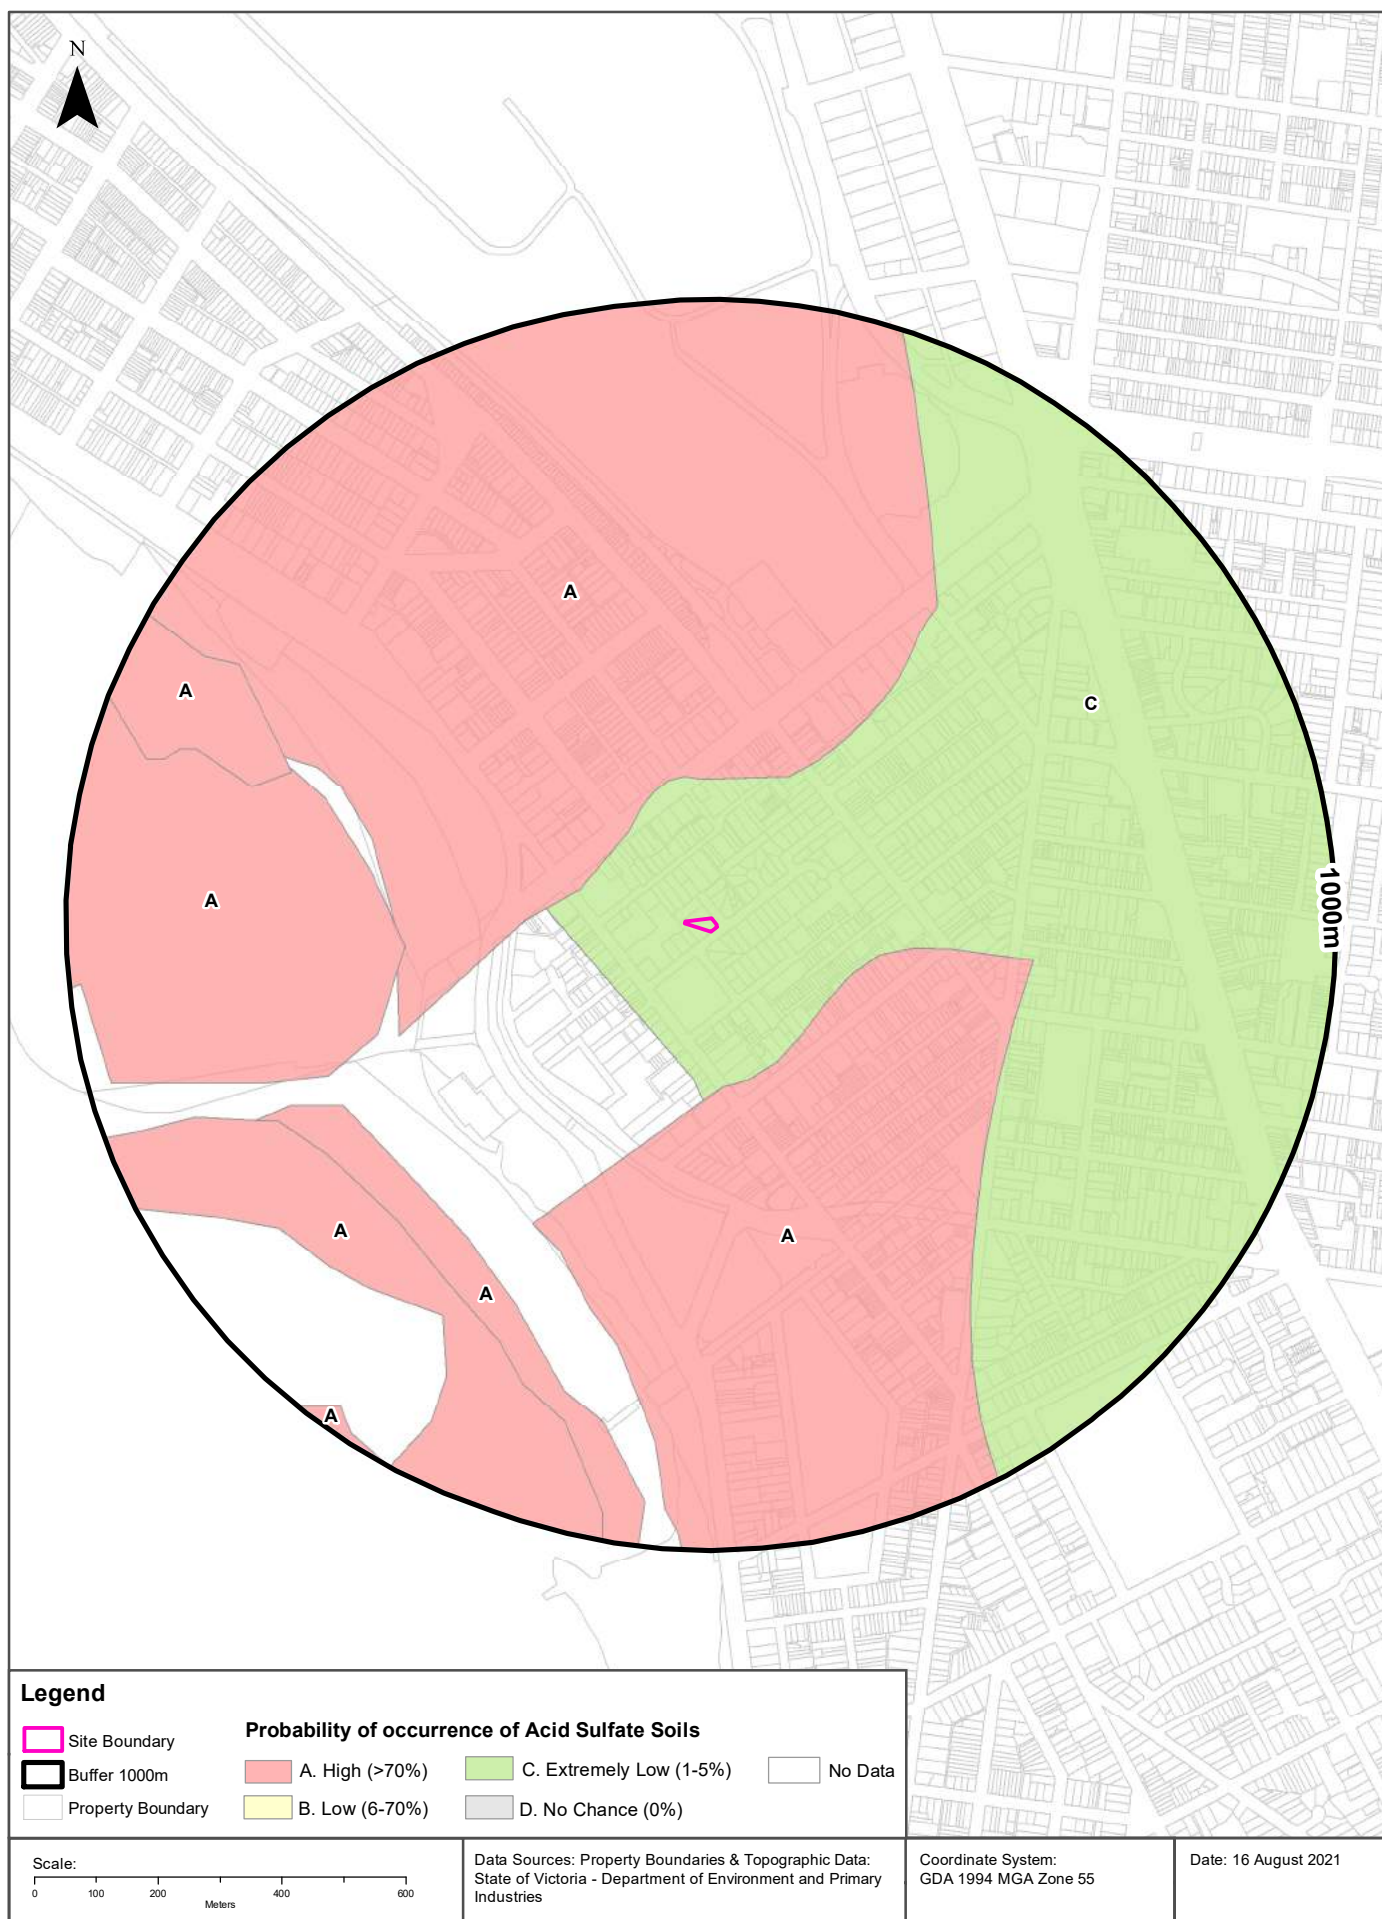 N
A
A
C
A
1000m
A
A
A
A
Legend
Site Boundary
Buffer 1000m
Property Boundary
Probability of occurrence of Acid Sulfate Soils
A. High (>70%)
C. Extremely Low (1-5%)
No Data
B. Low (6-70%)
D. No Chance (0%)
Scale:
0 100 200 400 600
Meters
Data Sources: Property Boundaries & Topographic Data:
State of Victoria - Department of Environment and Primary
Industries
Coordinate System:
GDA 1994 MGA Zone 55
Date: 16 August 2021